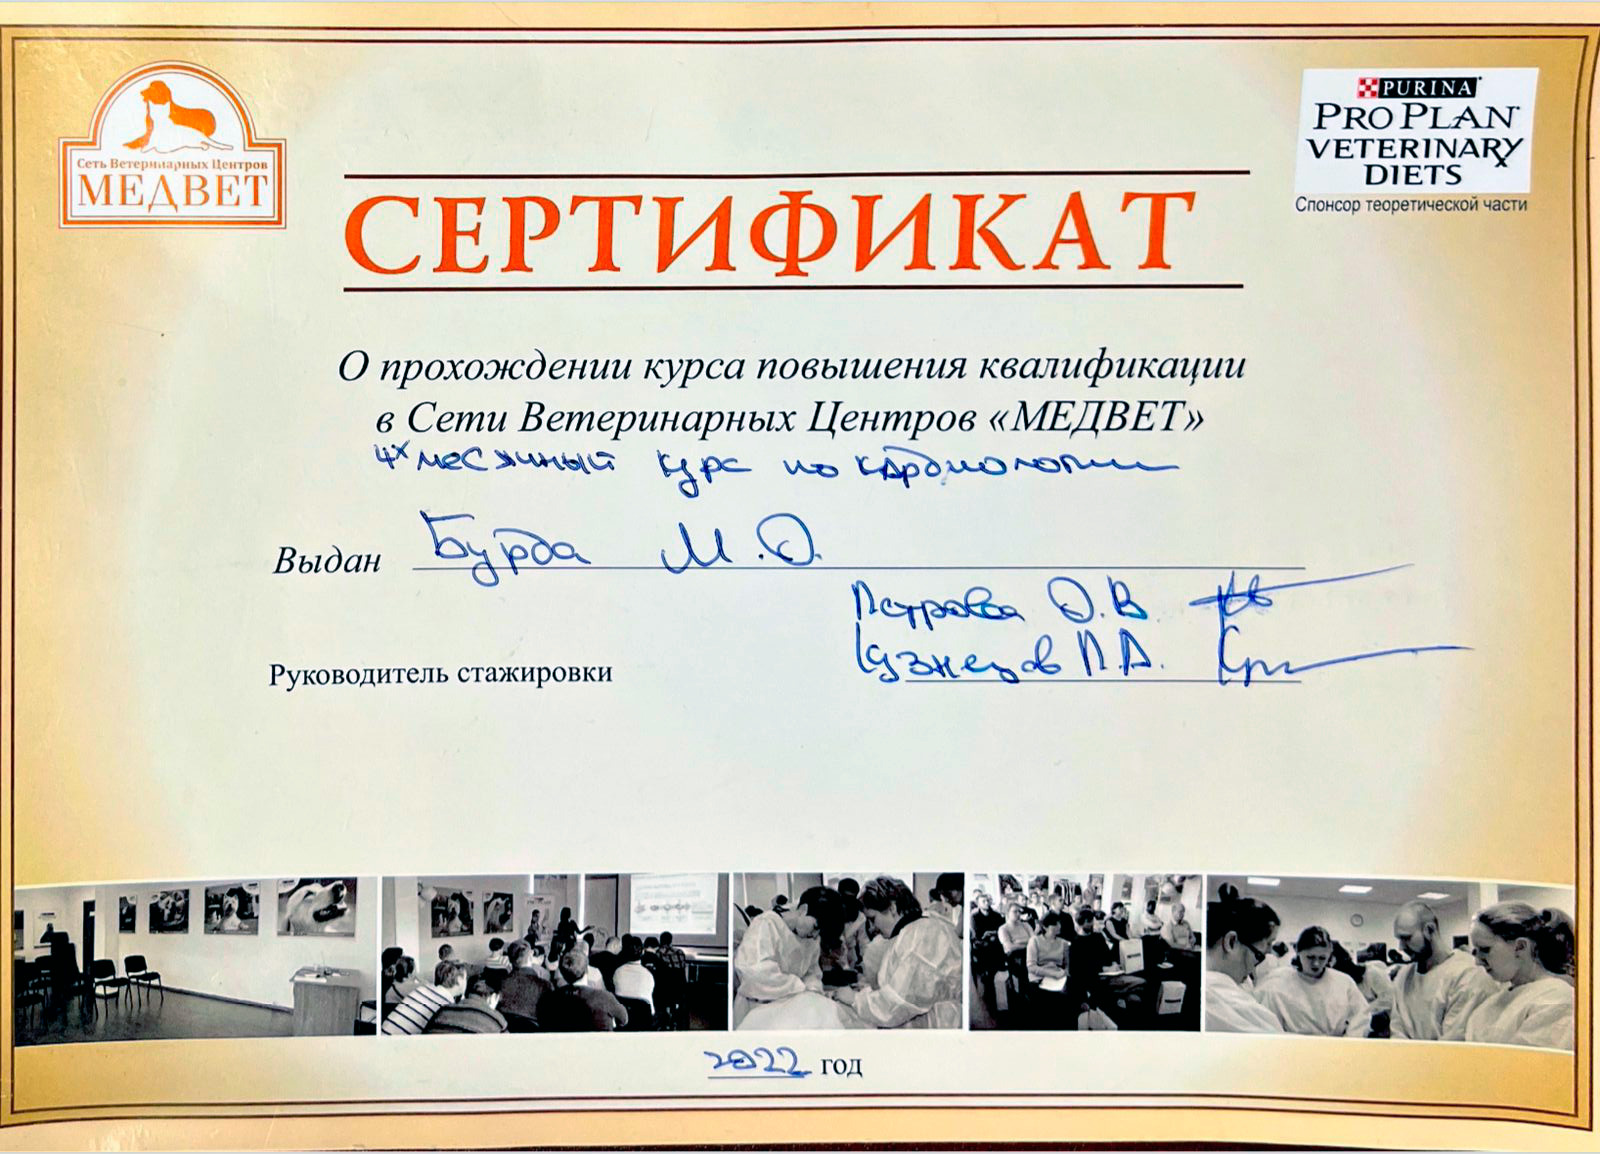 Сеть Ветеринарных Центров
МЕДВЕТ
PURINA
PRO PLAN
VETERINARY
DIETS
Спонсор теоретической части
СЕРТИФИКАТ
О прохождении курса повышения квалификации
в Сети Ветеринарных Центров «МЕДВЕТ»
4х месячный курс по кардиологии
Выдан Бурда М.О.
Петрова О.В.
Руководитель стажировки Кузнецов П.А.
2022 год